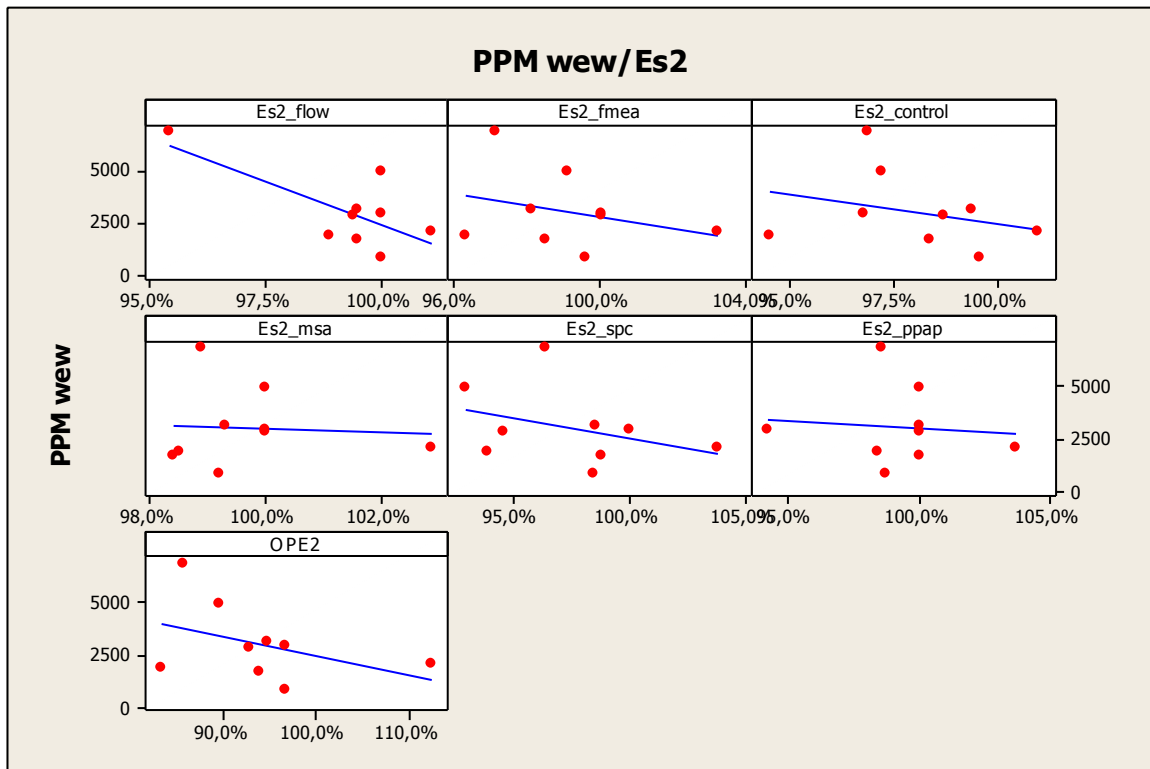 PPM wew/Es2
Es2_flow Es2_fmea Es2_control
5000
2500
0
95,0% 97,5% 100,0% 96,0% 100,0% 104,0% 95,0% 97,5% 100,0%
Es2_msa Es2_spc Es2_ppap
PPM wew
5000
2500
0
98,0% 100,0% 102,0% 95,0% 100,0% 105,0% 95,0% 100,0% 105,0%
OPE2
5000
2500
0
90,0% 100,0% 110,0%